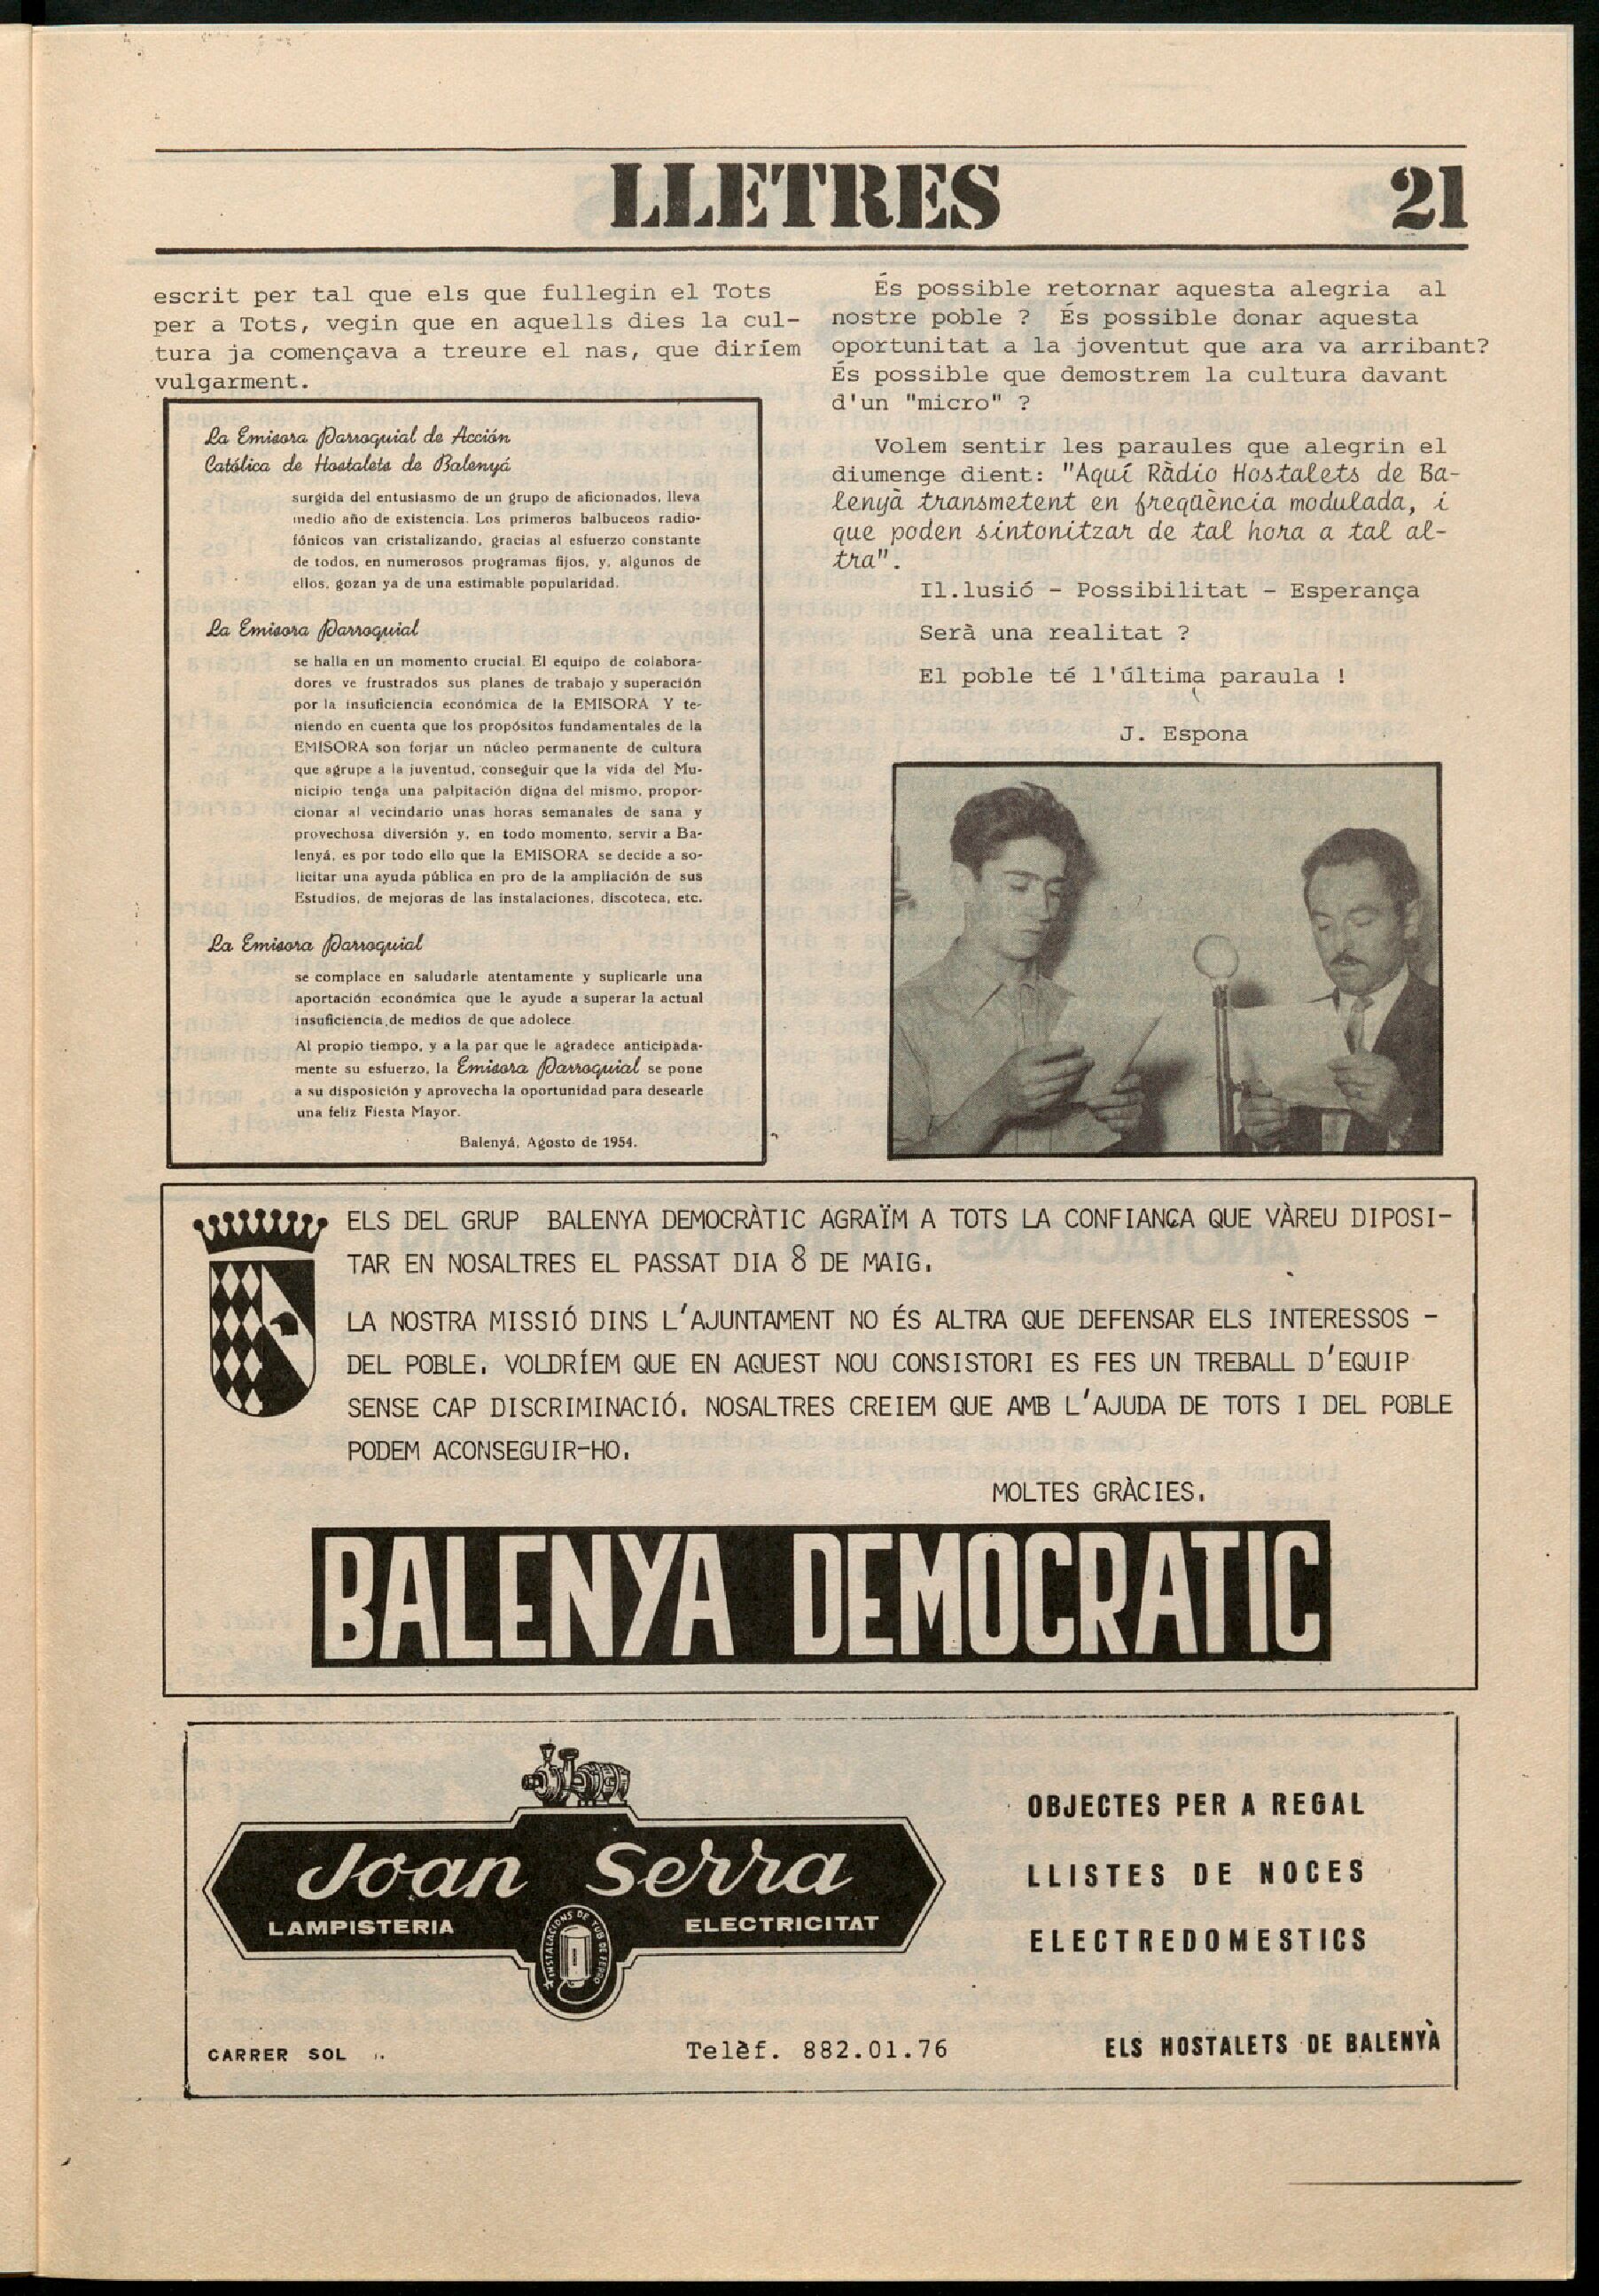 LLETRES
21
escrit per tal que els que fullegin el Tots
per a Tots, vegin que en aquells dies la cul-
tura ja començava a treure el nas, que diríem
vulgarment.
La Emisora Parroquial de Acción
Católica de Hostalets de Balenyá
surgida del entusiasmo de un grupo de aficionados, lleva
medio año de existencia. Los primeros balbuceos radio-
fónicos van cristalizando, gracias al esfuerzo constante
de todos, en numerosos programas fijos, y, algunos de
ellos, gozan ya de una estimable popularidad.
La Emisora Parroquial
se halla en un momento crucial. El equipo de colabora-
dores ve frustrados sus planes de trabajo y superación
por la insuficiencia económica de la EMISORA Y te-
niendo en cuenta que los propósitos fundamentales de la
EMISORA son forjar un núcleo permanente de cultura
que agrupe a la juventud, conseguir que la vida del Mu-
nicipio tenga una palpitación digna del mismo, propor-
cionar al vecindario unas horas semanales de sana y
provechosa diversión y, en todo momento, servir a Ba-
lenyá, es por todo ello que la EMISORA se decide a so-
licitar una ayuda pública en pro de la ampliación de sus
Estudios, de mejoras de las instalaciones, discoteca, etc.
La Emisora Parroquial
se complace en saludarle atentamente y suplicarle una
aportación económica que le ayude a superar la actual
insuficiencia de medios de que adolece
Al propio tiempo, y a la par que le agradece anticipada-
mente su esfuerzo, la Emisora Parroquial se pone
a su disposición y aprovecha la oportunidad para desearle
una feliz Fiesta Mayor.
Balenyá, Agosto de 1954.
És possible retornar aquesta alegria al
nostre poble ? És possible donar aquesta
oportunitat a la joventut que ara va arribant?
És possible que demostrem la cultura davant
d'un "micro" ?
Volem sentir les paraules que alegrin el
diumenge dient: "Aquí Ràdio Hostalets de Ba-
lenyà transmetent en freqüència modulada, i
que poden sintonitzar de tal hora a tal al-
tra".
Il.lusió - Possibilitat - Esperança
Serà una realitat ?
El poble té l'última paraula !
J. Espona
ELS DEL GRUP BALENYA DEMOCRÀTIC AGRAÏM A TOTS LA CONFIANÇA QUE VÀREU DIPOSI-
TAR EN NOSALTRES EL PASSAT DIA 8 DE MAIG.
LA NOSTRA MISSIÓ DINS L'AJUNTAMENT NO ÉS ALTRA QUE DEFENSAR ELS INTERESSOS -
DEL POBLE. VOLDRÍEM QUE EN AQUEST NOU CONSISTORI ES FES UN TREBALL D'EQUIP
SENSE CAP DISCRIMINACIÓ. NOSALTRES CREIEM QUE AMB L'AJUDA DE TOTS I DEL POBLE
PODEM ACONSEGUIR-HO.
MOLTES GRÀCIES.
BALENYA DEMOCRATIC
Joan Serra
LAMPISTERIA ELECTRICITAT
INSTALACIONS DE TUB DE FERRO
OBJECTES PER A REGAL
LLISTES DE NOCES
ELECTREDOMESTICS
CARRER SOL
Telèf. 882.01.76
ELS HOSTALETS DE BALENYÀ